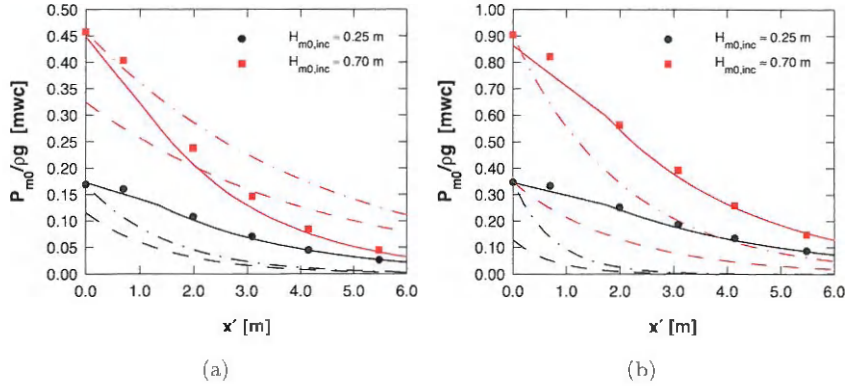 0.50
0.45
0.40
0.35
0.30
0.25
0.20
0.15
0.10
0.05
0.00
P_m0/ρg [mwc]
H_m0,inc = 0.25 m
H_m0,inc = 0.70 m
0.0 1.0 2.0 3.0 4.0 5.0 6.0
x′ [m]
(a)
1.00
0.90
0.80
0.70
0.60
0.50
0.40
0.30
0.20
0.10
0.00
P_m0/ρg [mwc]
H_m0,inc = 0.25 m
H_m0,inc = 0.70 m
0.0 1.0 2.0 3.0 4.0 5.0 6.0
x′ [m]
(b)